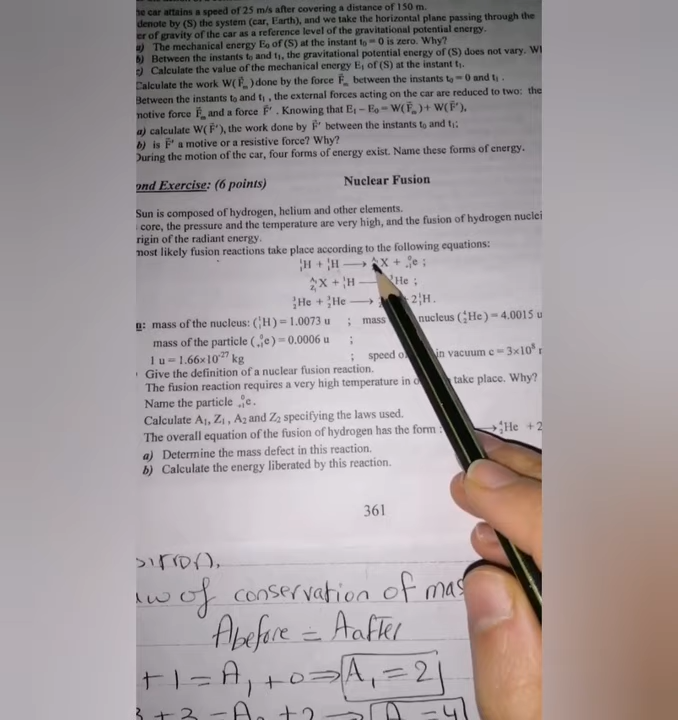 he car attains a speed of 25 m/s after covering a distance of 150 m.
denote by (S) the system (car, Earth), and we take the horizontal plane passing through the
er of gravity of the car as a reference level of the gravitational potential energy.
a) The mechanical energy E₀ of (S) at the instant t₀ = 0 is zero. Why?
b) Between the instants t₀ and t₁, the gravitational potential energy of (S) does not vary. W
c) Calculate the value of the mechanical energy E₁ of (S) at the instant t₁.
Calculate the work W(F⃗ₘ) done by the force F⃗ₘ between the instants t₀ = 0 and t₁ .
Between the instants t₀ and t₁ , the external forces acting on the car are reduced to two: the
motive force F⃗ₘ and a force F⃗' . Knowing that E₁ – E₀ = W(F⃗ₘ) + W(F⃗'),
a) calculate W(F⃗'), the work done by F⃗' between the instants t₀ and t₁;
b) is F⃗' a motive or a resistive force? Why?
During the motion of the car, four forms of energy exist. Name these forms of energy.
ond Exercise: (6 points) Nuclear Fusion
Sun is composed of hydrogen, helium and other elements.
core, the pressure and the temperature are very high, and the fusion of hydrogen nuclei
rigin of the radiant energy.
most likely fusion reactions take place according to the following equations:
¹₁H + ¹₁H ⟶ X + ⁰₊₁e ;
X + ¹₁H ⟶ He ;
³₂He + ³₂He ⟶ 2¹₁H.
n: mass of the nucleus: (¹₁H) = 1.0073 u ; mass nucleus (⁴₂He) = 4.0015 u
mass of the particle (⁰₊₁e) = 0.0006 u ;
1 u = 1.66×10⁻²⁷ kg ; speed in vacuum c = 3×10⁸
Give the definition of a nuclear fusion reaction.
The fusion reaction requires a very high temperature in take place. Why?
Name the particle ⁰₊₁e.
Calculate A₁, Z₁ , A₂ and Z₂ specifying the laws used.
The overall equation of the fusion of hydrogen has the form : ⟶ ⁴₂He + 2
a) Determine the mass defect in this reaction.
b) Calculate the energy liberated by this reaction.
361
aw of conservation of mas
Abefore = Aafter
+ 1 = A₁ + 0 ⇒ A₁ = 2
3 + 3 = A₂ + 2 ⇒ A = 4